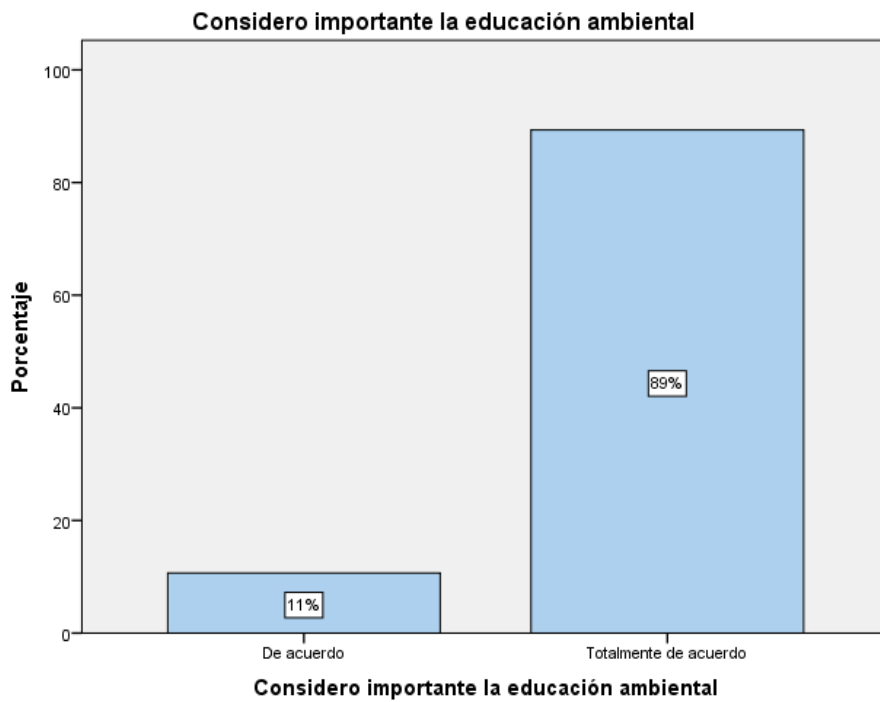 Considero importante la educación ambiental
Porcentaje
100
80
60
40
20
0
11%
89%
De acuerdo
Totalmente de acuerdo
Considero importante la educación ambiental